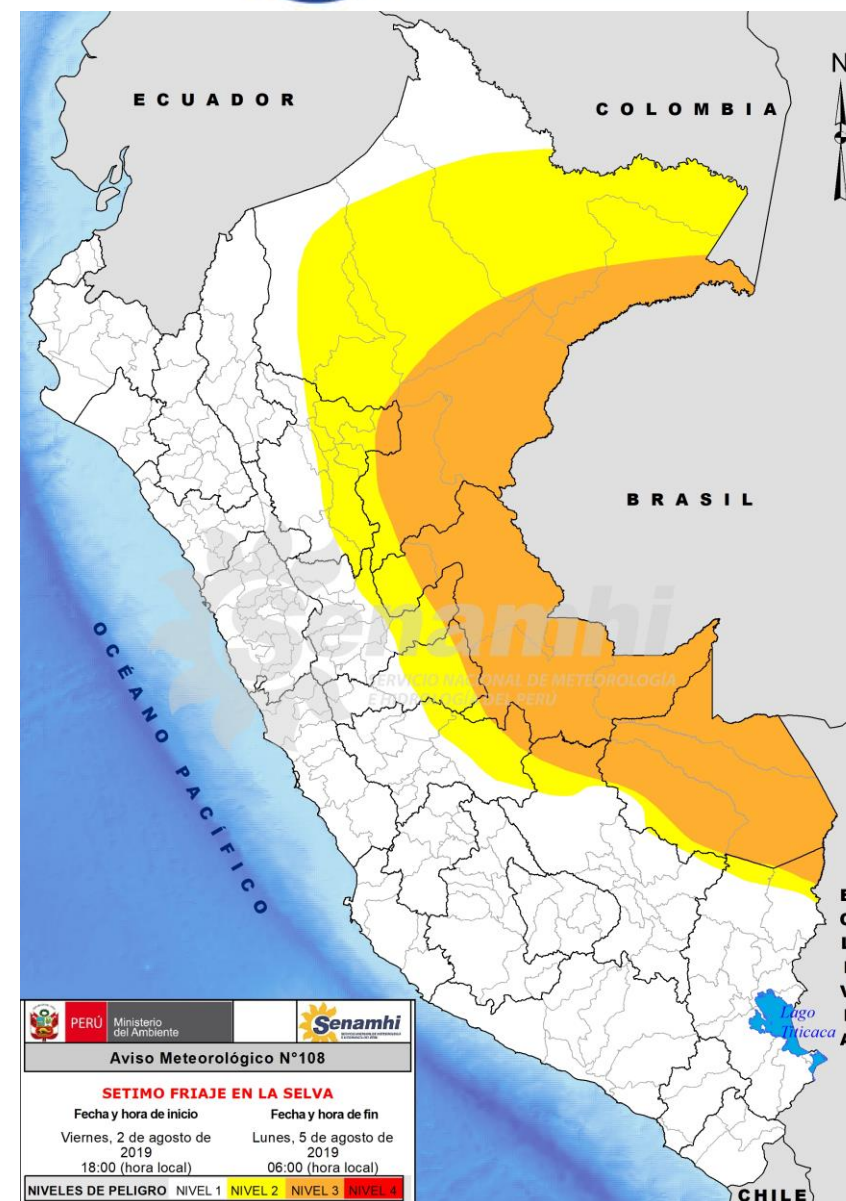 ECUADOR
COLOMBIA
N
BRASIL
OCÉANO PACÍFICO
Senamhi
SERVICIO NACIONAL DE METEOROLOGÍA
E HIDROLOGÍA DEL PERÚ
BOLIVIA
Lago
Titicaca
CHILE
PERÚ
Ministerio
del Ambiente
Senamhi
Aviso Meteorológico N°108
SETIMO FRIAJE EN LA SELVA
Fecha y hora de inicio
Viernes, 2 de agosto de
2019
18:00 (hora local)
Fecha y hora de fin
Lunes, 5 de agosto de
2019
06:00 (hora local)
NIVELES DE PELIGRO NIVEL 1 NIVEL 2 NIVEL 3 NIVEL 4